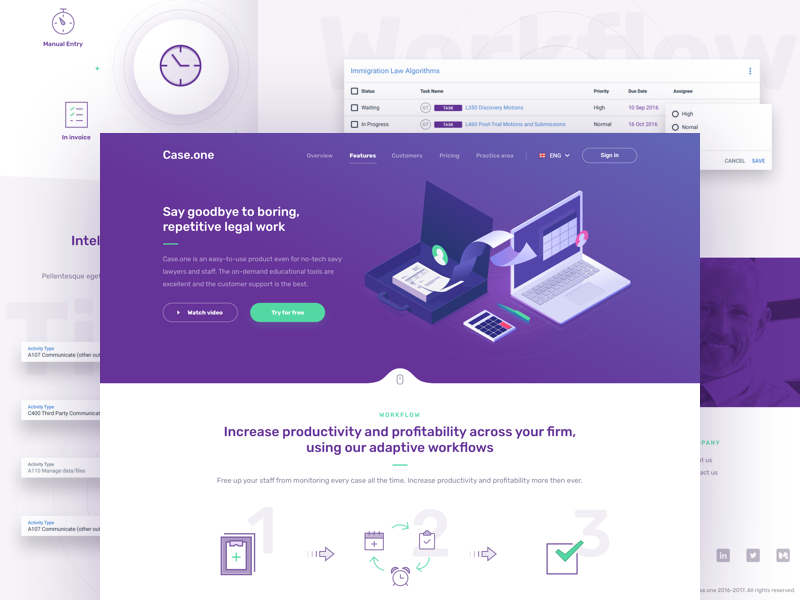 Manual Entry
In invoice
Workflow
Immigration Law Algorithms
Status Task Name Priority Due Date Assignee
Waiting CT TASK L350 Discovery Motions High 10 Sep 2016
In Progress CT TASK L460 Post-Trial Motions and Submissions Normal 16 Oct 2016
High
Nomal
CANCEL SAVE
Case.one
Overview Features Customers Pricing Practice area ENG Sign in
Say goodbye to boring,
repetitive legal work
Case.one is an easy-to-use product even for no-tech savy
lawyers and staff. The on-demand educational tools are
excellent and the customer support is the best.
Watch video Try for free
Intel
Pellentesque eget
Ti
Activity Type
A107 Communicate (other out
Activity Type
C400 Third Party Communicat
Activity Type
A110 Manage data/files
Activity Type
A107 Communicate (other out
WORKFLOW
Increase productivity and profitability across your firm,
using our adaptive workflows
Free up your staff from monitoring every case all the time. Increase productivity and profitability more then ever.
1 2 3
PANY
t us
act us
in
se.one 2016-2017. All rights reserved.